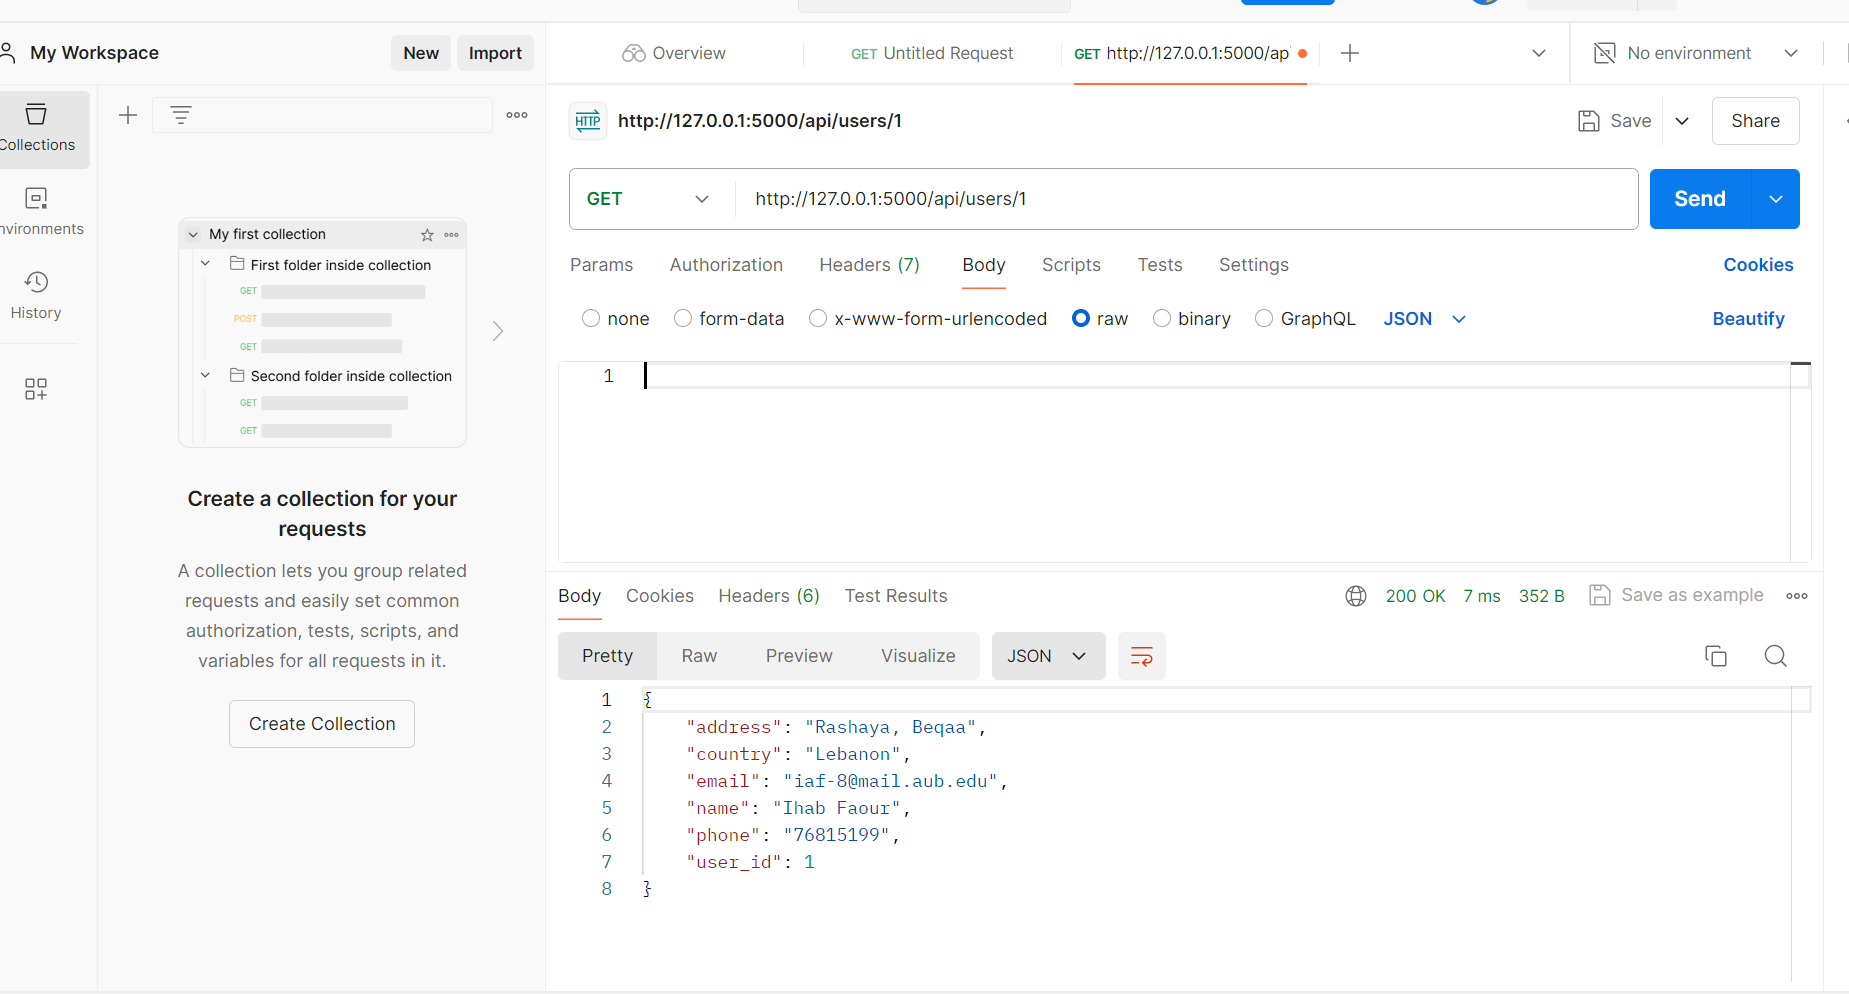 My Workspace
New
Import
Overview
GET Untitled Request
GET http://127.0.0.1:5000/ap
No environment
Collections
nvironments
History
My first collection
First folder inside collection
GET
POST
GET
Second folder inside collection
GET
GET
Create a collection for your
requests
A collection lets you group related
requests and easily set common
authorization, tests, scripts, and
variables for all requests in it.
Create Collection
HTTP
http://127.0.0.1:5000/api/users/1
Save
Share
GET
http://127.0.0.1:5000/api/users/1
Send
Params
Authorization
Headers (7)
Body
Scripts
Tests
Settings
Cookies
none
form-data
x-www-form-urlencoded
raw
binary
GraphQL
JSON
Beautify
1
Body
Cookies
Headers (6)
Test Results
200 OK
7 ms
352 B
Save as example
Pretty
Raw
Preview
Visualize
JSON
1 {
2 "address": "Rashaya, Beqaa",
3 "country": "Lebanon",
4 "email": "iaf-8@mail.aub.edu",
5 "name": "Ihab Faour",
6 "phone": "76815199",
7 "user_id": 1
8 }